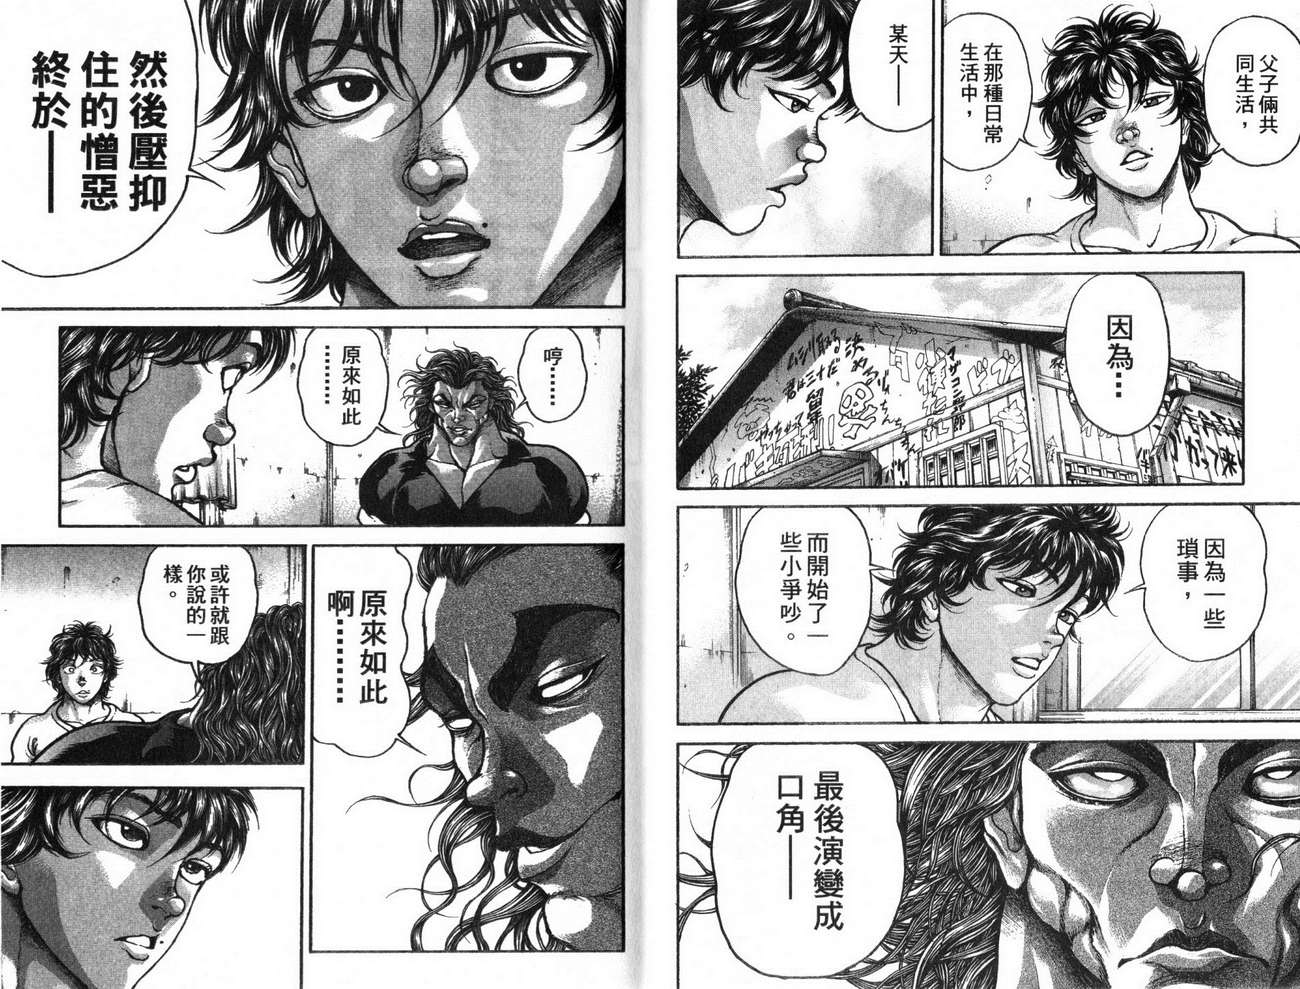 父子倆共
同生活，
在那種日常
生活中，
某天——
因為…
因為一些
瑣事，
而開始了一
些小爭吵。
最後演變成
口角——
然後壓抑
住的憎惡
終於——
哼……
原來如此
………
原來如此
啊………
或許就跟
你說的一
樣。